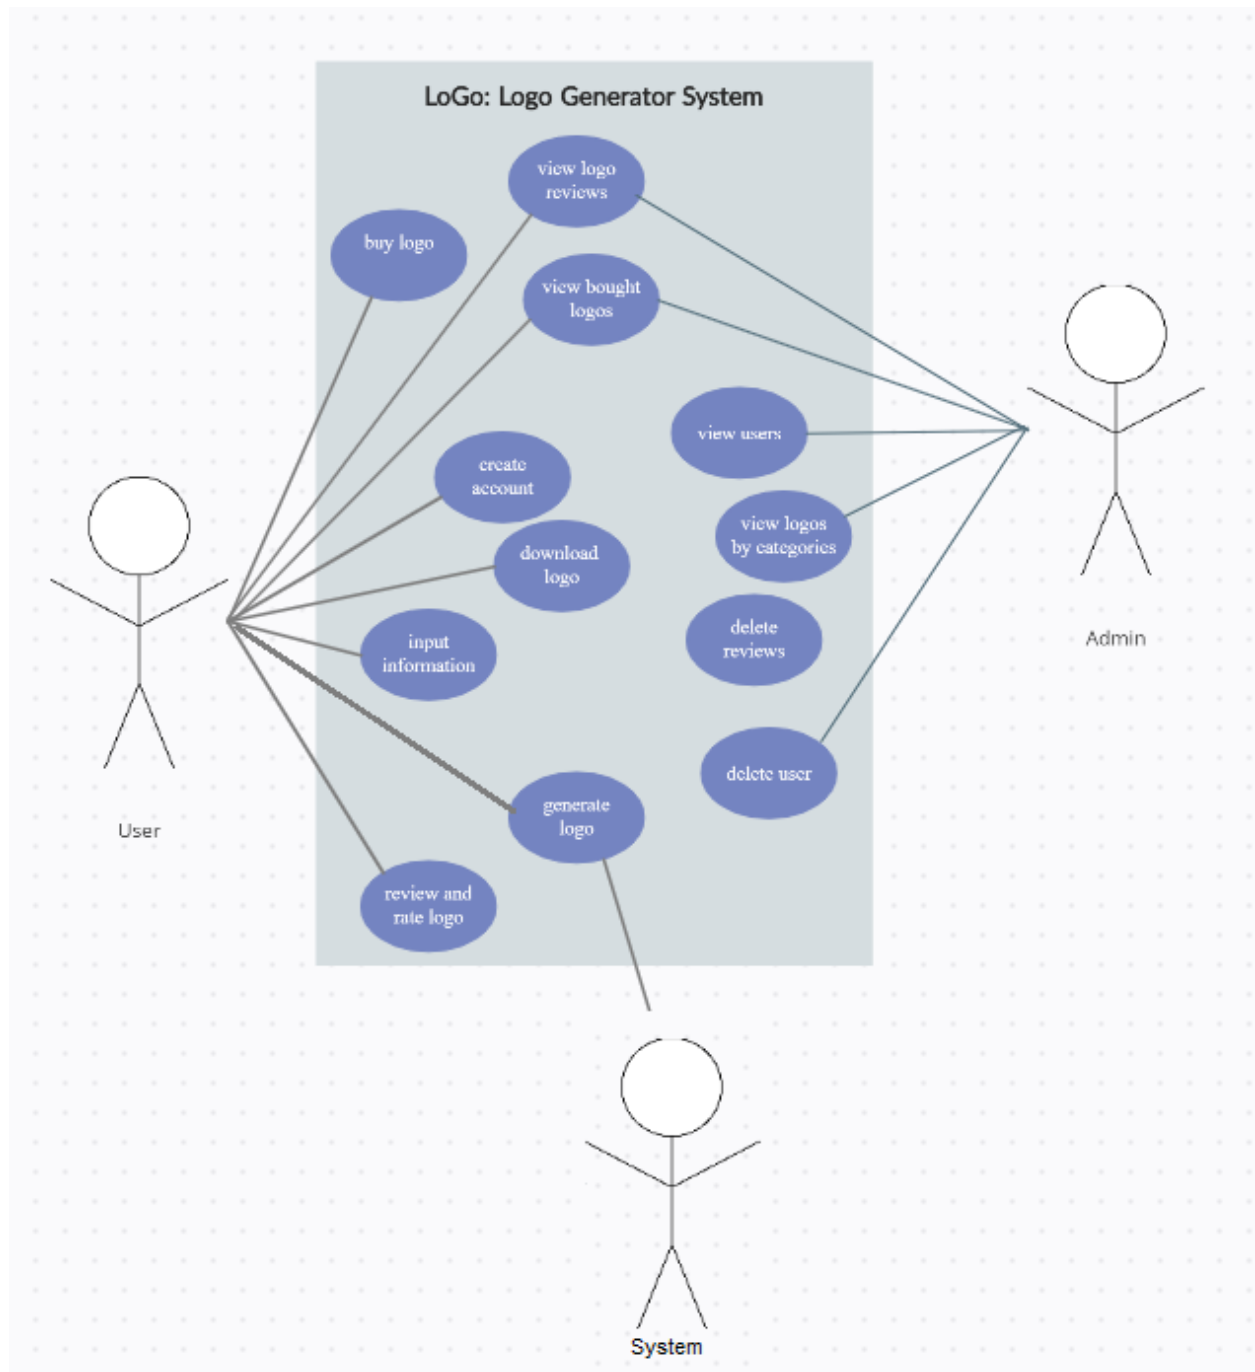 LoGo: Logo Generator System
view logo
reviews
buy logo
view bought
logos
view users
create
account
view logos
by categories
download
logo
input
information
delete
reviews
Admin
delete user
generate
logo
User
review and
rate logo
System